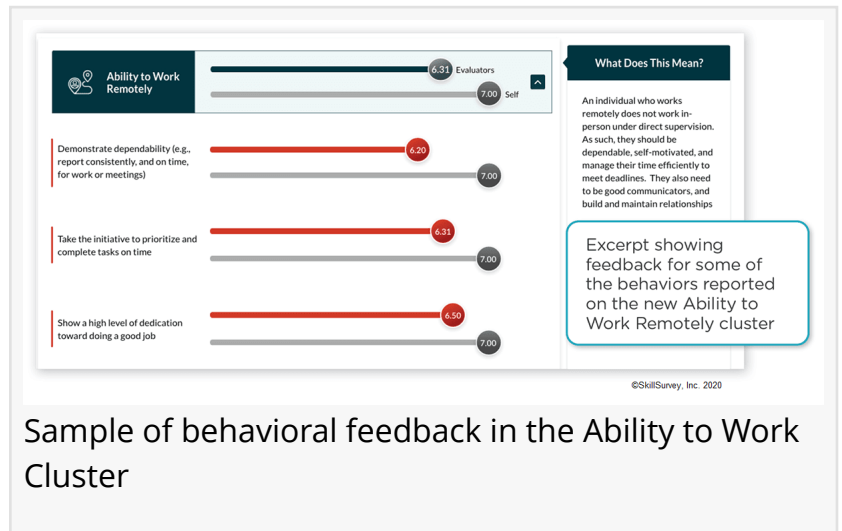 Ability to Work
Remotely
6.31 Evaluators
7.00 Self
What Does This Mean?
Demonstrate dependability (e.g.,
report consistently, and on time,
for work or meetings)
6.20
7.00
Take the initiative to prioritize and
complete tasks on time
6.31
7.00
Show a high level of dedication
toward doing a good job
6.50
7.00
An individual who works
remotely does not work in-
person under direct supervision.
As such, they should be
dependable, self-motivated, and
manage their time efficiently to
meet deadlines. They also need
to be good communicators, and
build and maintain relationships
Excerpt showing
feedback for some of
the behaviors reported
on the new Ability to
Work Remotely cluster
©SkillSurvey, Inc. 2020
Sample of behavioral feedback in the Ability to Work
Cluster